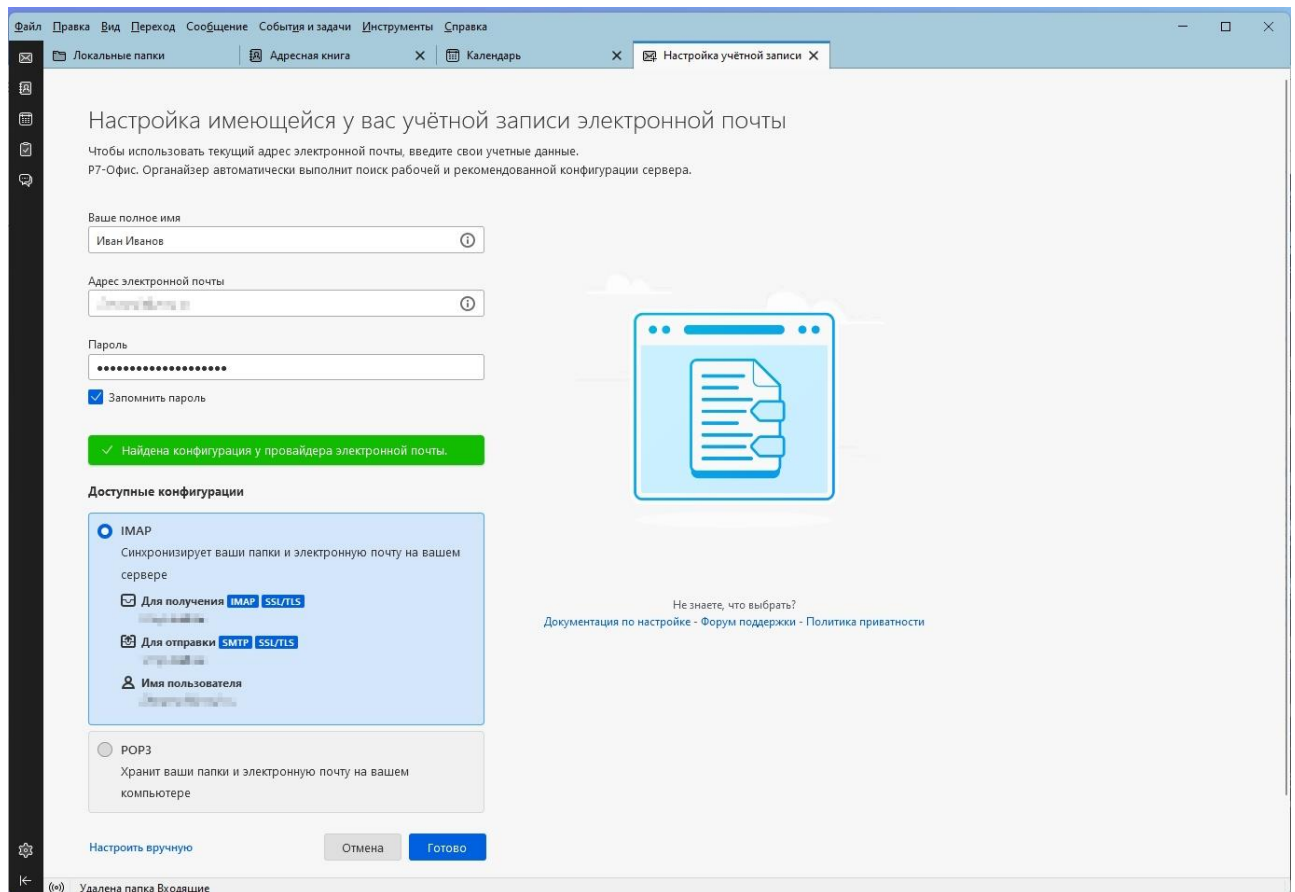 Файл Правка Вид Переход Сообщение События и задачи Инструменты Справка
Локальные папки Адресная книга Календарь Настройка учётной записи
Настройка имеющейся у вас учётной записи электронной почты
Чтобы использовать текущий адрес электронной почты, введите свои учетные данные.
Р7-Офис. Органайзер автоматически выполнит поиск рабочей и рекомендованной конфигурации сервера.
Ваше полное имя
Иван Иванов
Адрес электронной почты
Пароль
Запомнить пароль
Найдена конфигурация у провайдера электронной почты.
Доступные конфигурации
IMAP
Синхронизирует ваши папки и электронную почту на вашем
сервере
Для получения IMAP SSL/TLS
Для отправки SMTP SSL/TLS
Имя пользователя
POP3
Хранит ваши папки и электронную почту на вашем
компьютере
Настроить вручную Отмена Готово
Не знаете, что выбрать?
Документация по настройке - Форум поддержки - Политика приватности
Удалена папка Входящие